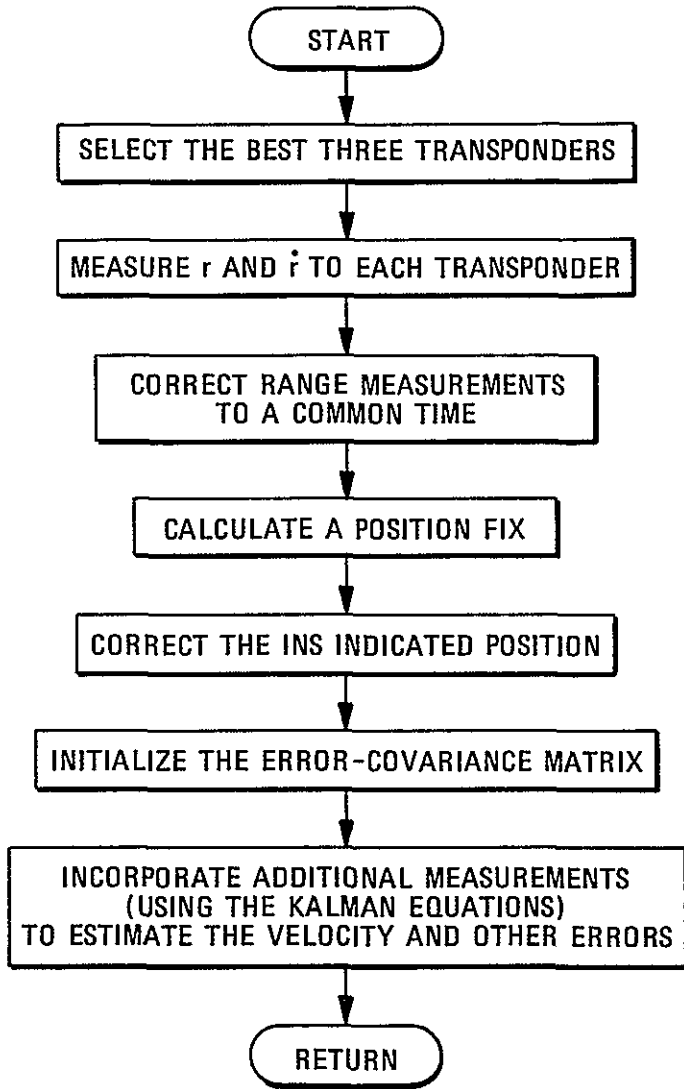 START
SELECT THE BEST THREE TRANSPONDERS
MEASURE r AND ṙ TO EACH TRANSPONDER
CORRECT RANGE MEASUREMENTS
TO A COMMON TIME
CALCULATE A POSITION FIX
CORRECT THE INS INDICATED POSITION
INITIALIZE THE ERROR-COVARIANCE MATRIX
INCORPORATE ADDITIONAL MEASUREMENTS
(USING THE KALMAN EQUATIONS)
TO ESTIMATE THE VELOCITY AND OTHER ERRORS
RETURN